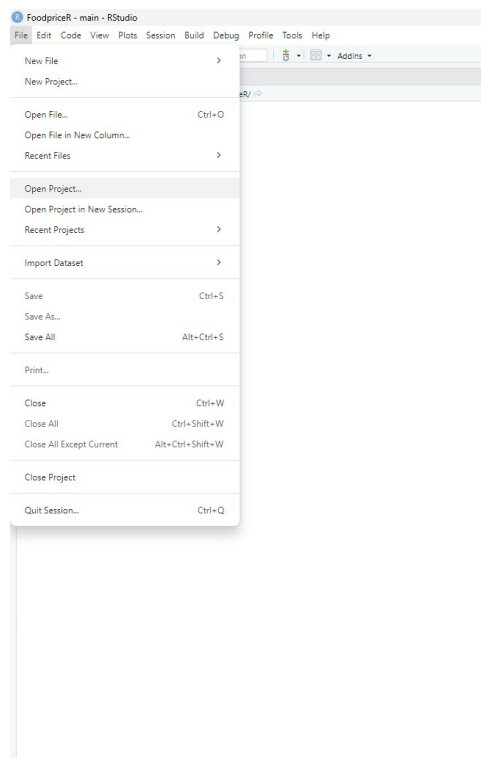 FoodpriceR - main - RStudio
File Edit Code View Plots Session Build Debug Profile Tools Help
Addins
New File
New Project...
eR/
Open File... Ctrl+O
Open File in New Column...
Recent Files
Open Project...
Open Project in New Session...
Recent Projects
Import Dataset
Save Ctrl+S
Save As...
Save All Alt+Ctrl+S
Print...
Close Ctrl+W
Close All Ctrl+Shift+W
Close All Except Current Alt+Ctrl+Shift+W
Close Project
Quit Session... Ctrl+Q